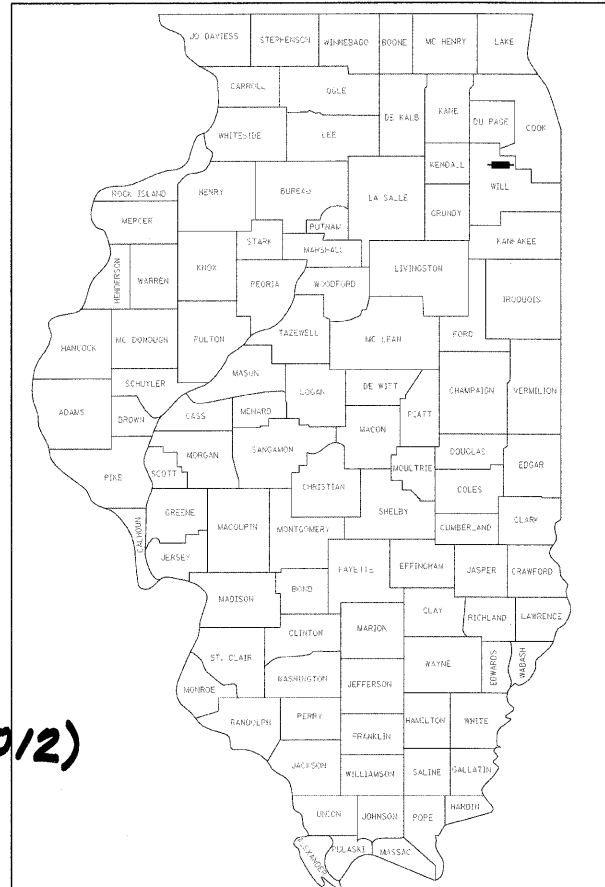 JO DAVIESS STEPHENSON WINNEBAGO BOONE MC HENRY LAKE
CARROLL OGLE DE KALB KANE DU PAGE COOK
WHITESIDE LEE
KENDALL WILL
ROCK ISLAND HENRY BUREAU LA SALLE
MERCER PUTNAM GRUNDY
STARK MARSHALL KANKAKEE
HENDERSON WARREN KNOX PEORIA WOODFORD LIVINGSTON
IROQUOIS
HANCOCK MC DONOUGH FULTON TAZEWELL MC LEAN FORD
MASON
SCHUYLER DE WITT CHAMPAIGN VERMILION
ADAMS BROWN CASS MENARD LOGAN PIATT
MACON
MORGAN SANGAMON DOUGLAS
PIKE SCOTT CHRISTIAN MOULTRIE EDGAR
COLES
GREENE MACOUPIN MONTGOMERY SHELBY
CALHOUN CUMBERLAND CLARK
JERSEY FAYETTE EFFINGHAM JASPER CRAWFORD
BOND
MADISON CLAY
CLINTON MARION RICHLAND LAWRENCE
ST. CLAIR WAYNE EDWARDS WABASH
WASHINGTON JEFFERSON
MONROE
RANDOLPH PERRY HAMILTON WHITE
012) FRANKLIN
JACKSON WILLIAMSON SALINE GALLATIN
UNION JOHNSON POPE HARDIN
ALEXANDER PULASKI MASSAC